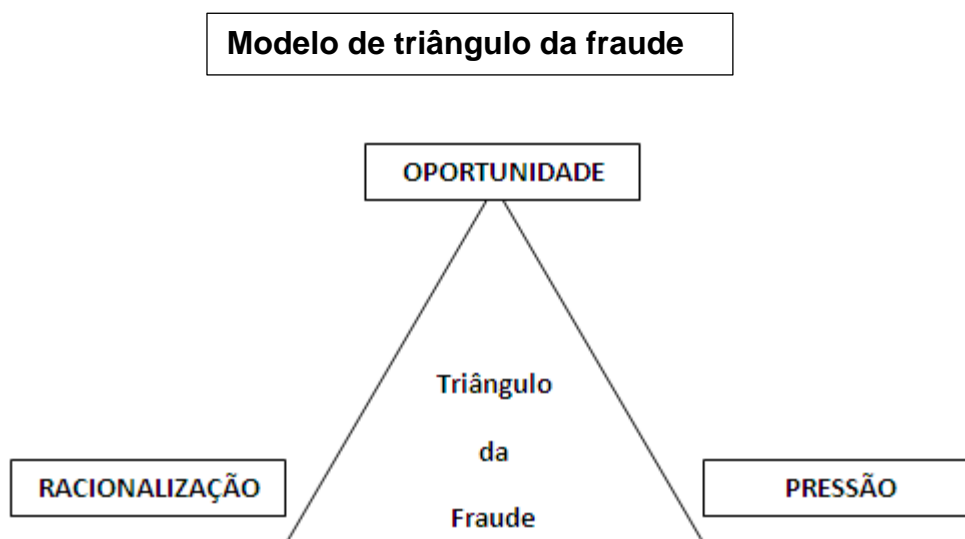 Modelo de triângulo da fraude
OPORTUNIDADE
Triângulo
da
RACIONALIZAÇÃO
PRESSÃO
Fraude